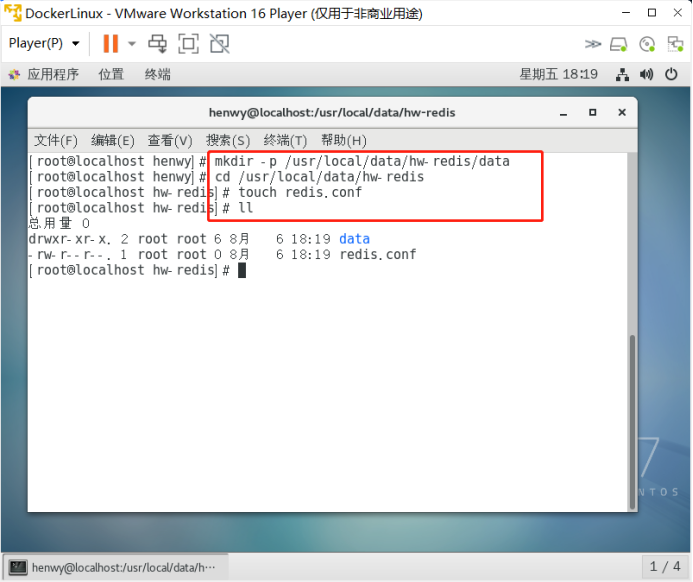 DockerLinux - VMware Workstation 16 Player (仅用于非商业用途)
Player(P)
应用程序 位置 终端 星期五 18:19
henwy@localhost:/usr/local/data/hw-redis
文件(F) 编辑(E) 查看(V) 搜索(S) 终端(T) 帮助(H)
[root@localhost henwy]# mkdir -p /usr/local/data/hw-redis/data
[root@localhost henwy]# cd /usr/local/data/hw-redis
[root@localhost hw-redis]# touch redis.conf
[root@localhost hw-redis]# ll
总用量 0
drwxr-xr-x. 2 root root 6 8月 6 18:19 data
-rw-r--r--. 1 root root 0 8月 6 18:19 redis.conf
[root@localhost hw-redis]#
7
NTOS
henwy@localhost:/usr/local/data/h···
1 / 4